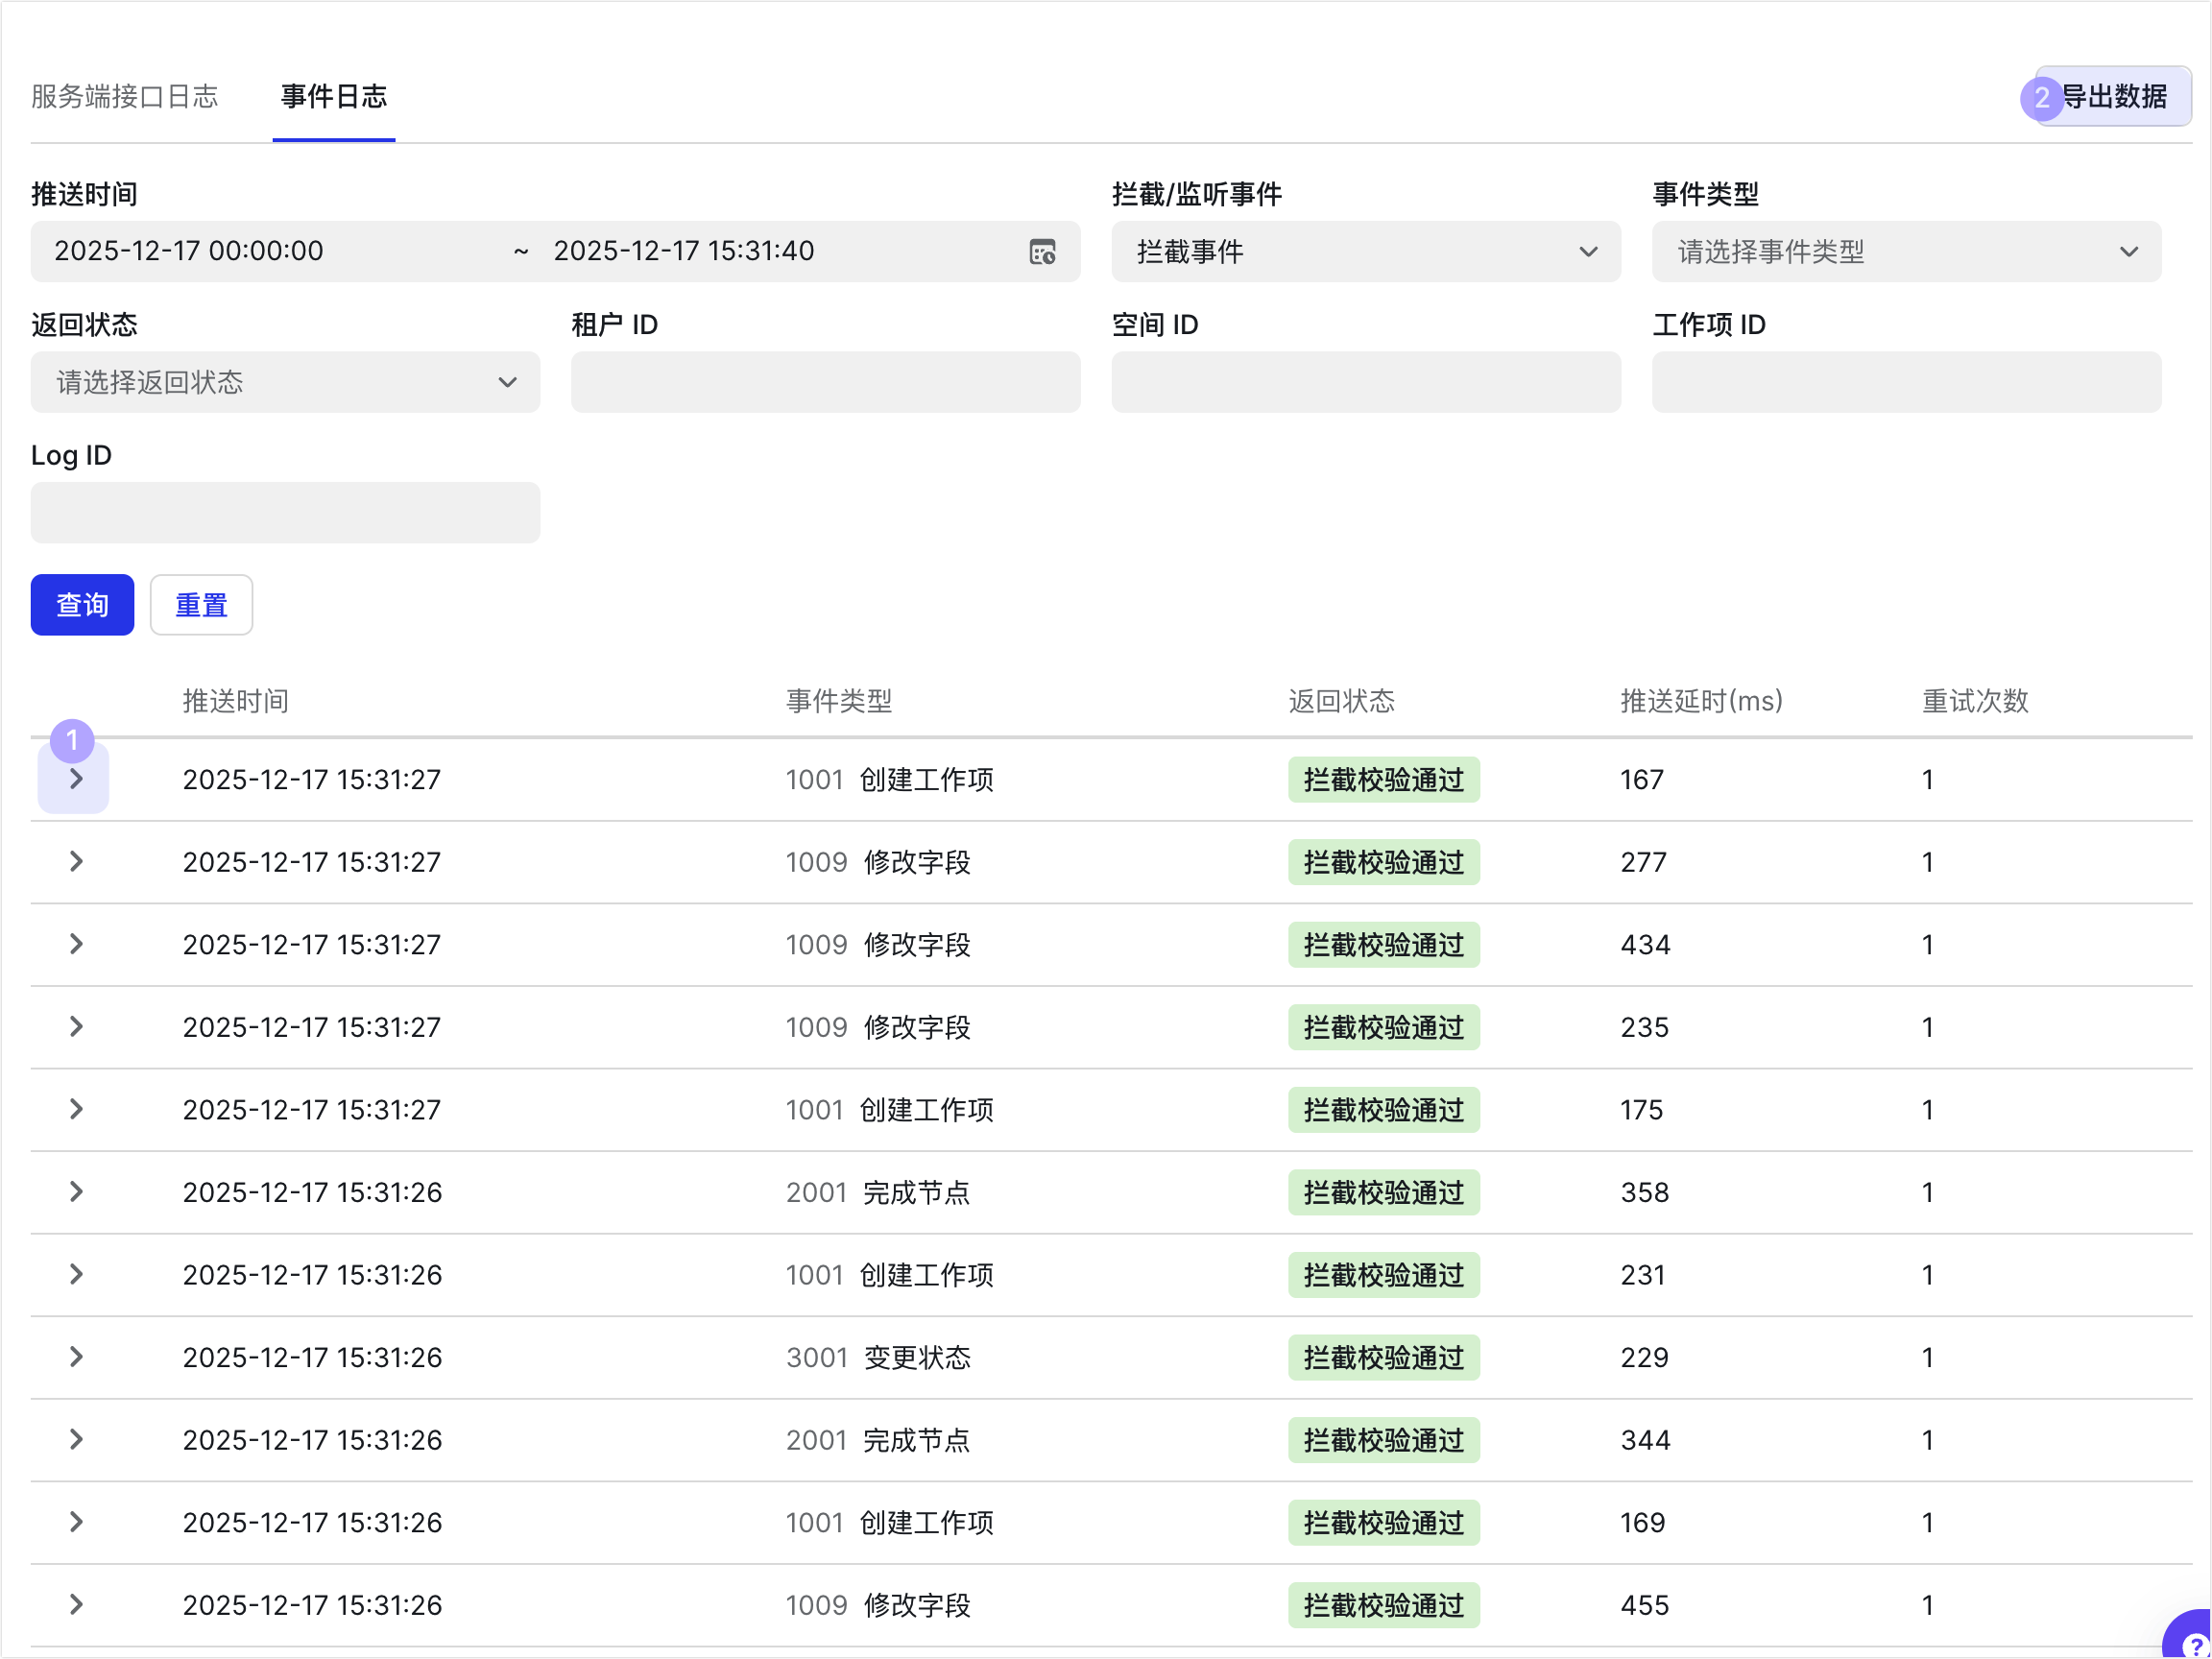 服务端接口日志 事件日志 2 导出数据
推送时间 拦截/监听事件 事件类型
2025-12-17 00:00:00 ~ 2025-12-17 15:31:40 拦截事件 请选择事件类型
返回状态 租户 ID 空间 ID 工作项 ID
请选择返回状态
Log ID
查询 重置
推送时间 事件类型 返回状态 推送延时(ms) 重试次数
1
2025-12-17 15:31:27 1001 创建工作项 拦截校验通过 167 1
2025-12-17 15:31:27 1009 修改字段 拦截校验通过 277 1
2025-12-17 15:31:27 1009 修改字段 拦截校验通过 434 1
2025-12-17 15:31:27 1009 修改字段 拦截校验通过 235 1
2025-12-17 15:31:27 1001 创建工作项 拦截校验通过 175 1
2025-12-17 15:31:26 2001 完成节点 拦截校验通过 358 1
2025-12-17 15:31:26 1001 创建工作项 拦截校验通过 231 1
2025-12-17 15:31:26 3001 变更状态 拦截校验通过 229 1
2025-12-17 15:31:26 2001 完成节点 拦截校验通过 344 1
2025-12-17 15:31:26 1001 创建工作项 拦截校验通过 169 1
2025-12-17 15:31:26 1009 修改字段 拦截校验通过 455 1
?